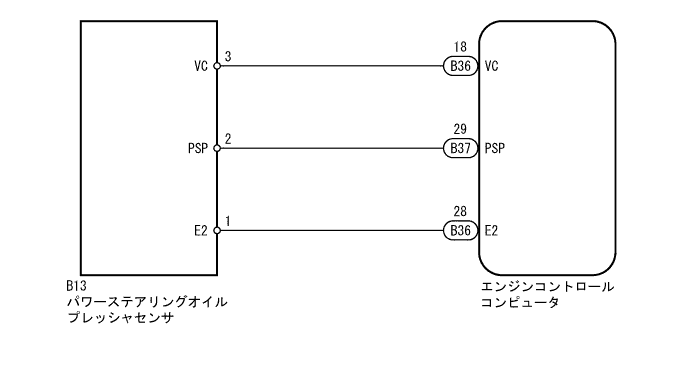 18
VC 3 B36 VC
29
PSP 2 B37 PSP
28
E2 1 B36 E2
B13
パワーステアリングオイル
プレッシャセンサ
エンジンコントロール
コンピュータ